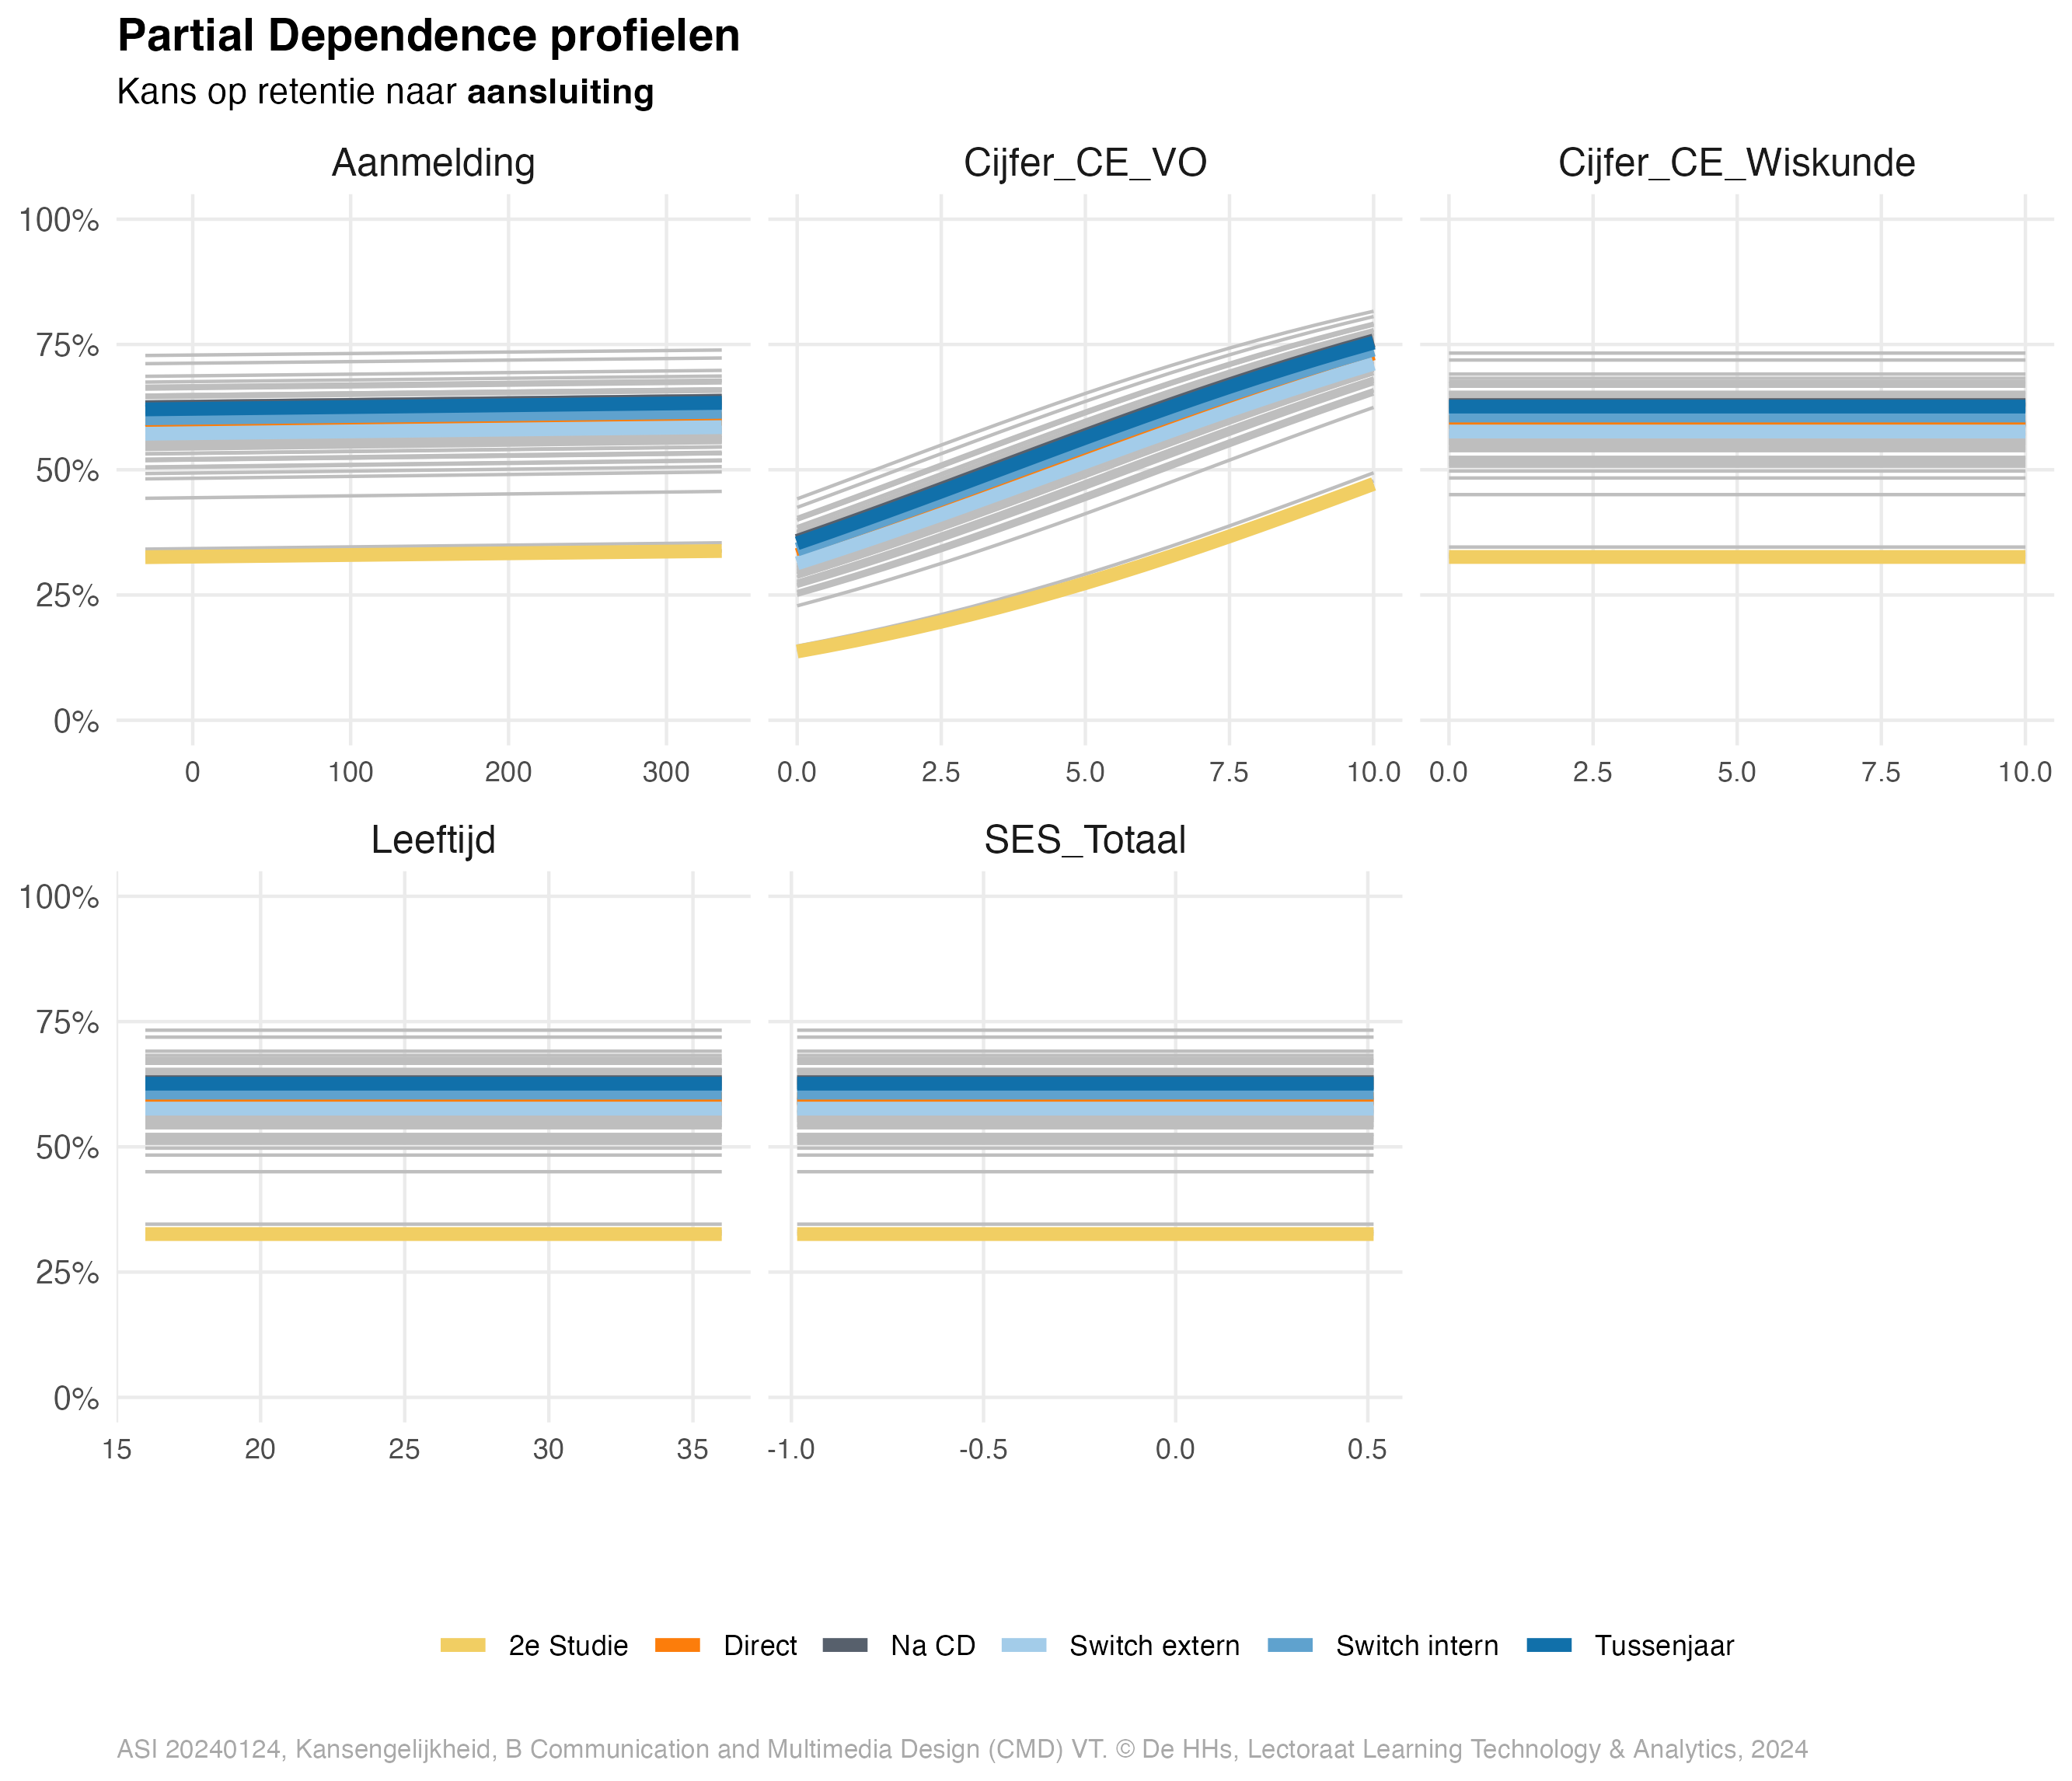 Partial Dependence profielen
Kans op retentie naar aansluiting
Aanmelding Cijfer_CE_VO Cijfer_CE_Wiskunde
100%
75%
50%
25%
0%
0 100 200 300 0.0 2.5 5.0 7.5 10.0 0.0 2.5 5.0 7.5 10.0
Leeftijd SES_Totaal
100%
75%
50%
25%
0%
15 20 25 30 35 -1.0 -0.5 0.0 0.5
2e Studie Direct Na CD Switch extern Switch intern Tussenjaar
ASI 20240124, Kansengelijkheid, B Communication and Multimedia Design (CMD) VT. © De HHs, Lectoraat Learning Technology & Analytics, 2024